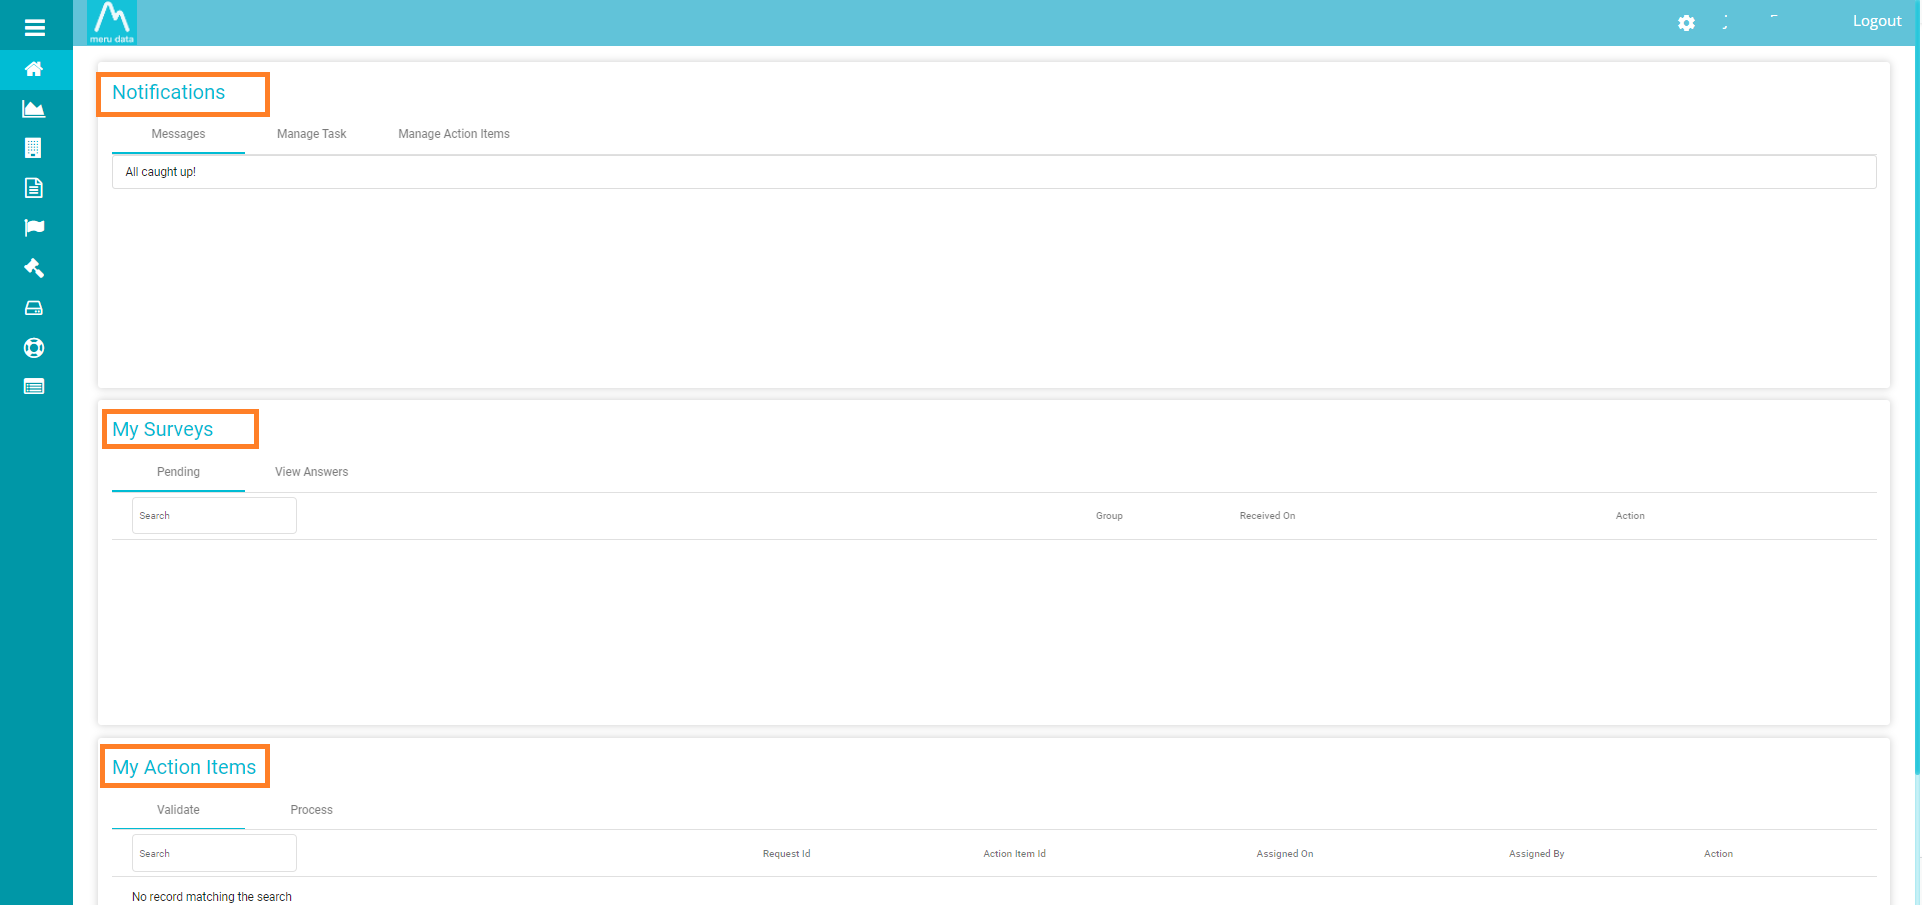 meru data
Logout
Notifications
Messages Manage Task Manage Action Items
All caught up!
My Surveys
Pending View Answers
Search Group Received On Action
My Action Items
Validate Process
Search Request Id Action Item Id Assigned On Assigned By Action
No record matching the search